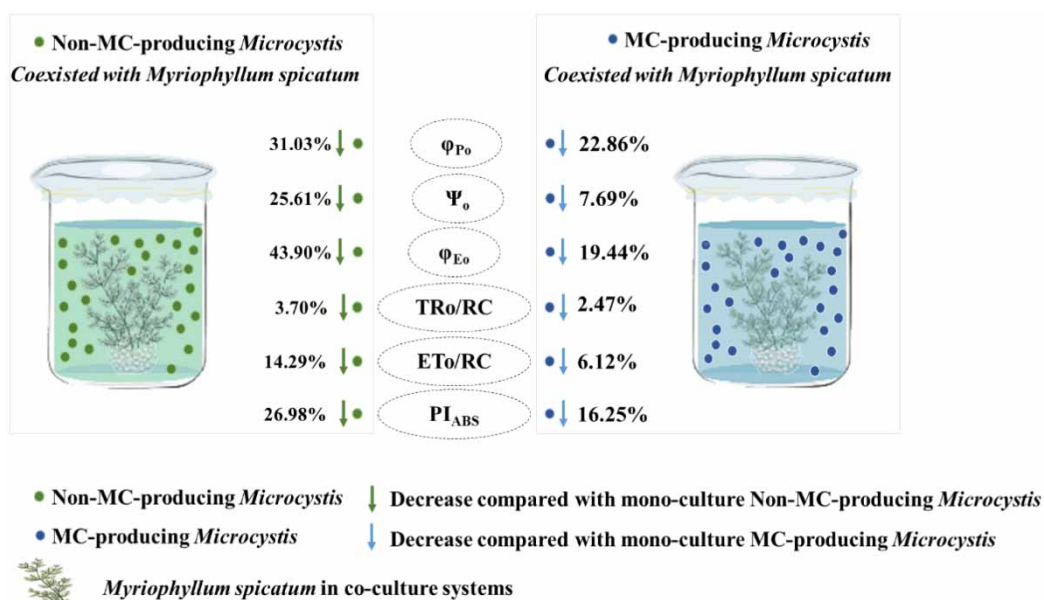 Non-MC-producing Microcystis
Coexisted with Myriophyllum spicatum
MC-producing Microcystis
Coexisted with Myriophyllum spicatum
31.03% φPo 22.86%
25.61% Ψo 7.69%
43.90% φEo 19.44%
3.70% TRo/RC 2.47%
14.29% ETo/RC 6.12%
26.98% PIABS 16.25%
Non-MC-producing Microcystis
Decrease compared with mono-culture Non-MC-producing Microcystis
MC-producing Microcystis
Decrease compared with mono-culture MC-producing Microcystis
Myriophyllum spicatum in co-culture systems